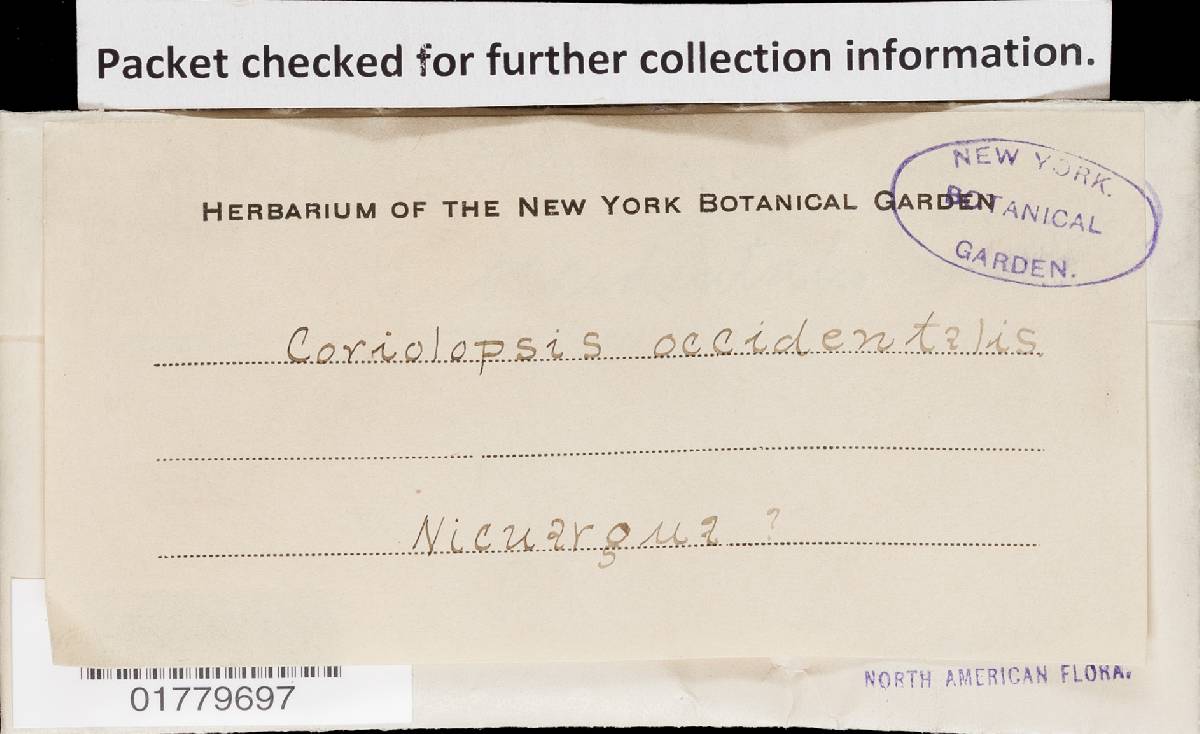 Packet checked for further collection information.
NEW YORK.
BOTANICAL
GARDEN.
HERBARIUM OF THE NEW YORK BOTANICAL GARDEN
Coriolopsis occidentalis
Nicuargua ?
NORTH AMERICAN FLORA.
01779697